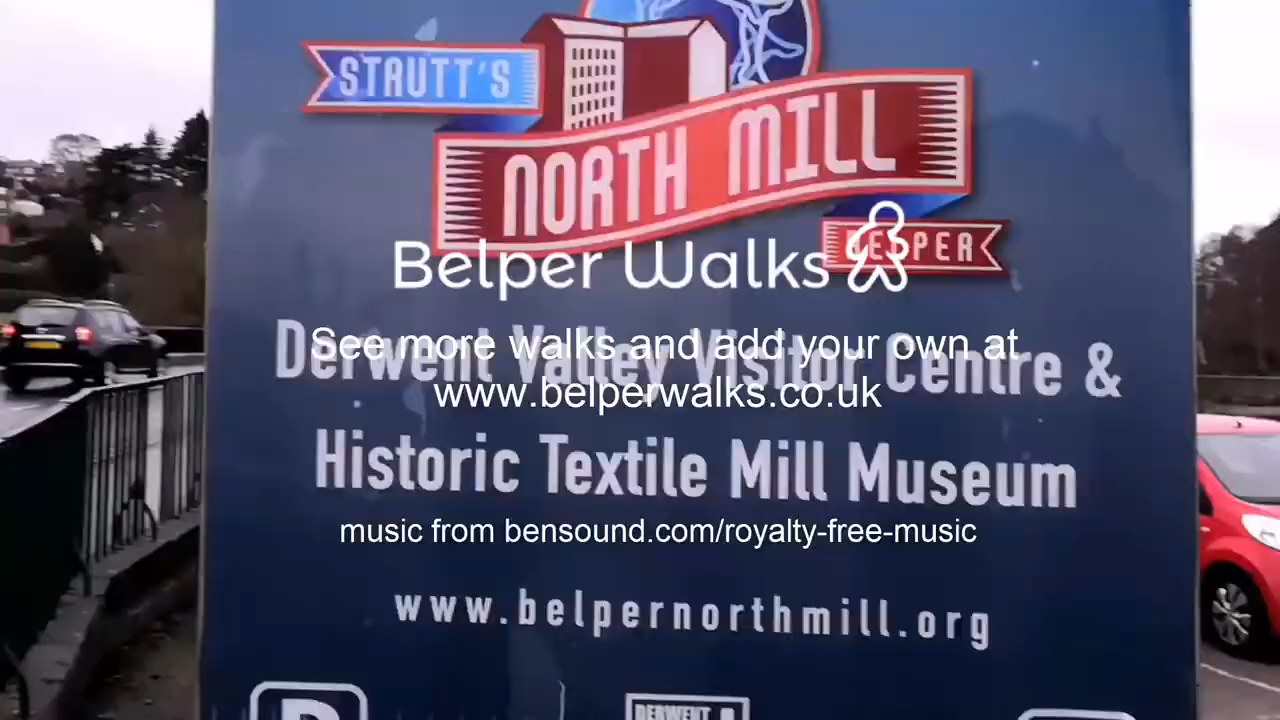 STRUTT'S
NORTH MILL
BELPER
Belper Walks
Derwent Valley Visitor Centre &
See more walks and add your own at
www.belperwalks.co.uk
Historic Textile Mill Museum
music from bensound.com/royalty-free-music
www.belpernorthmill.org
P
DERWENT